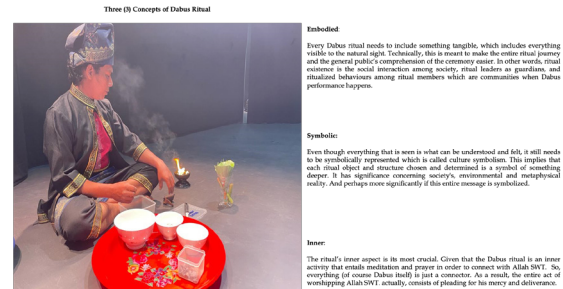 Three (3) Concepts of Dabus Ritual
Embodied:
Every Dabus ritual needs to include something tangible, which includes everything
visible to the natural sight. Technically, this is meant to make the entire ritual journey
and the general public's comprehension of the ceremony easier. In other words, ritual
existence is the social interaction among society, ritual leaders as guardians, and
ritualized behaviours among ritual members which are communities when Dabus
performance happens.
Symbolic:
Even though everything that is seen is what can be understood and felt, it still needs
to be symbolically represented which is called culture symbolism. This implies that
each ritual object and structure chosen and determined is a symbol of something
deeper. It has significance concerning society's, environmental and metaphysical
reality. And perhaps more significantly if this entire message is symbolized.
Inner:
The ritual's inner aspect is its most crucial. Given that the Dabus ritual is an inner
activity that entails meditation and prayer in order to connect with Allah SWT. So,
everything (of course Dabus itself) is just a connector. As a result, the entire act of
worshipping Allah SWT. actually, consists of pleading for his mercy and deliverance.